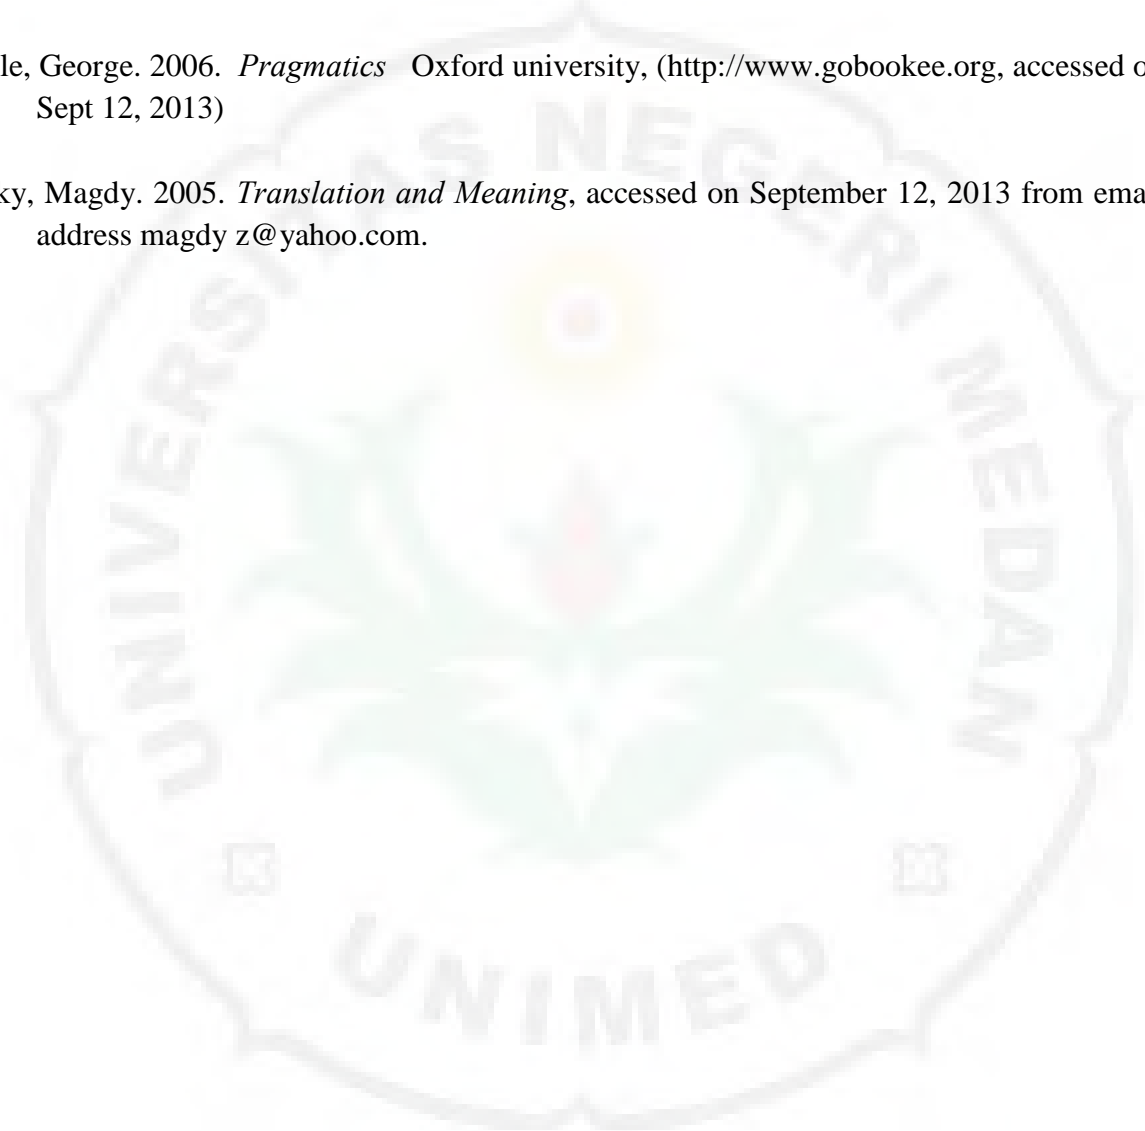 le, George. 2006. Pragmatics Oxford university, (http://www.gobookee.org, accessed o
Sept 12, 2013)
ky, Magdy. 2005. Translation and Meaning, accessed on September 12, 2013 from ema
address magdy z@yahoo.com.
UNIVERSITAS NEGERI MEDAN
UNIMED